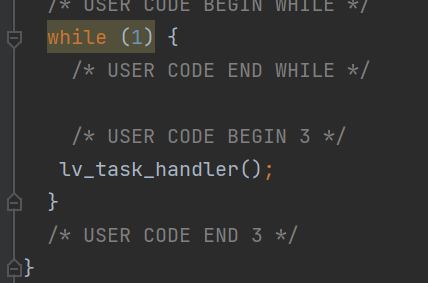 /* USER CODE BEGIN WHILE */
while (1) {
/* USER CODE END WHILE */
/* USER CODE BEGIN 3 */
lv_task_handler();
}
/* USER CODE END 3 */
}